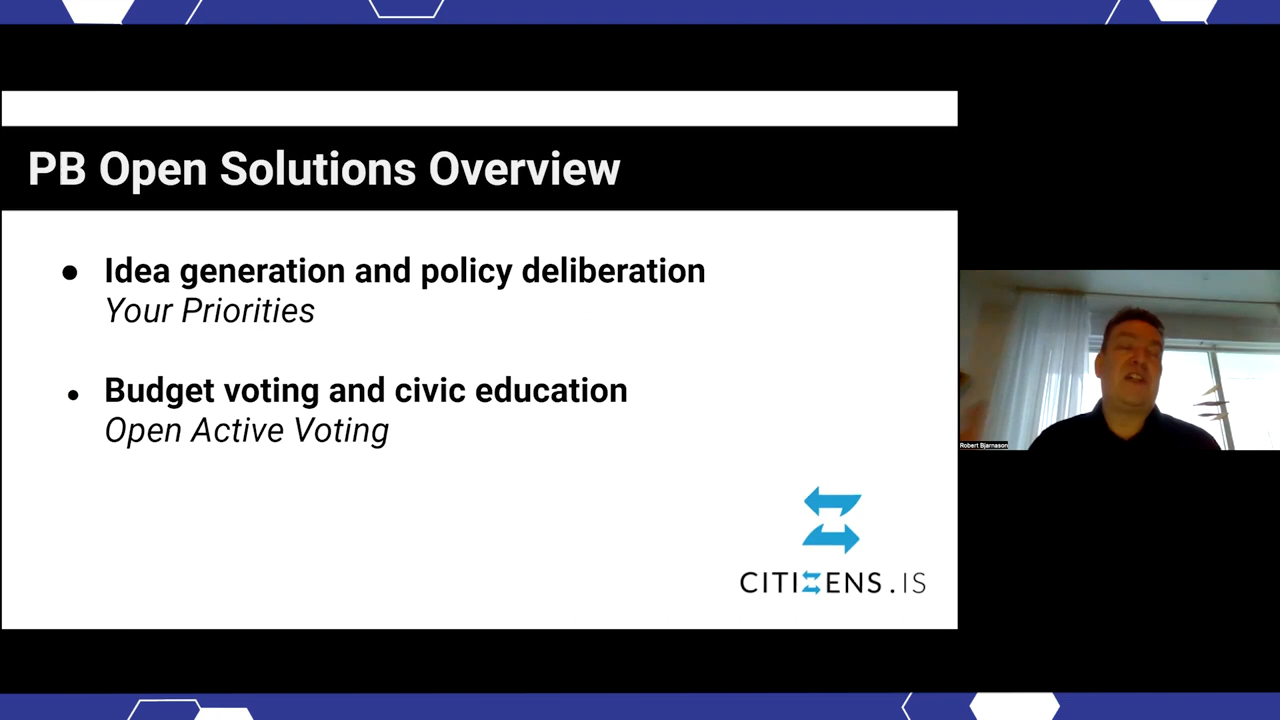 PB Open Solutions Overview
● Idea generation and policy deliberation
Your Priorities
● Budget voting and civic education
Open Active Voting
CITIZENS.IS
Robert Bjarnason